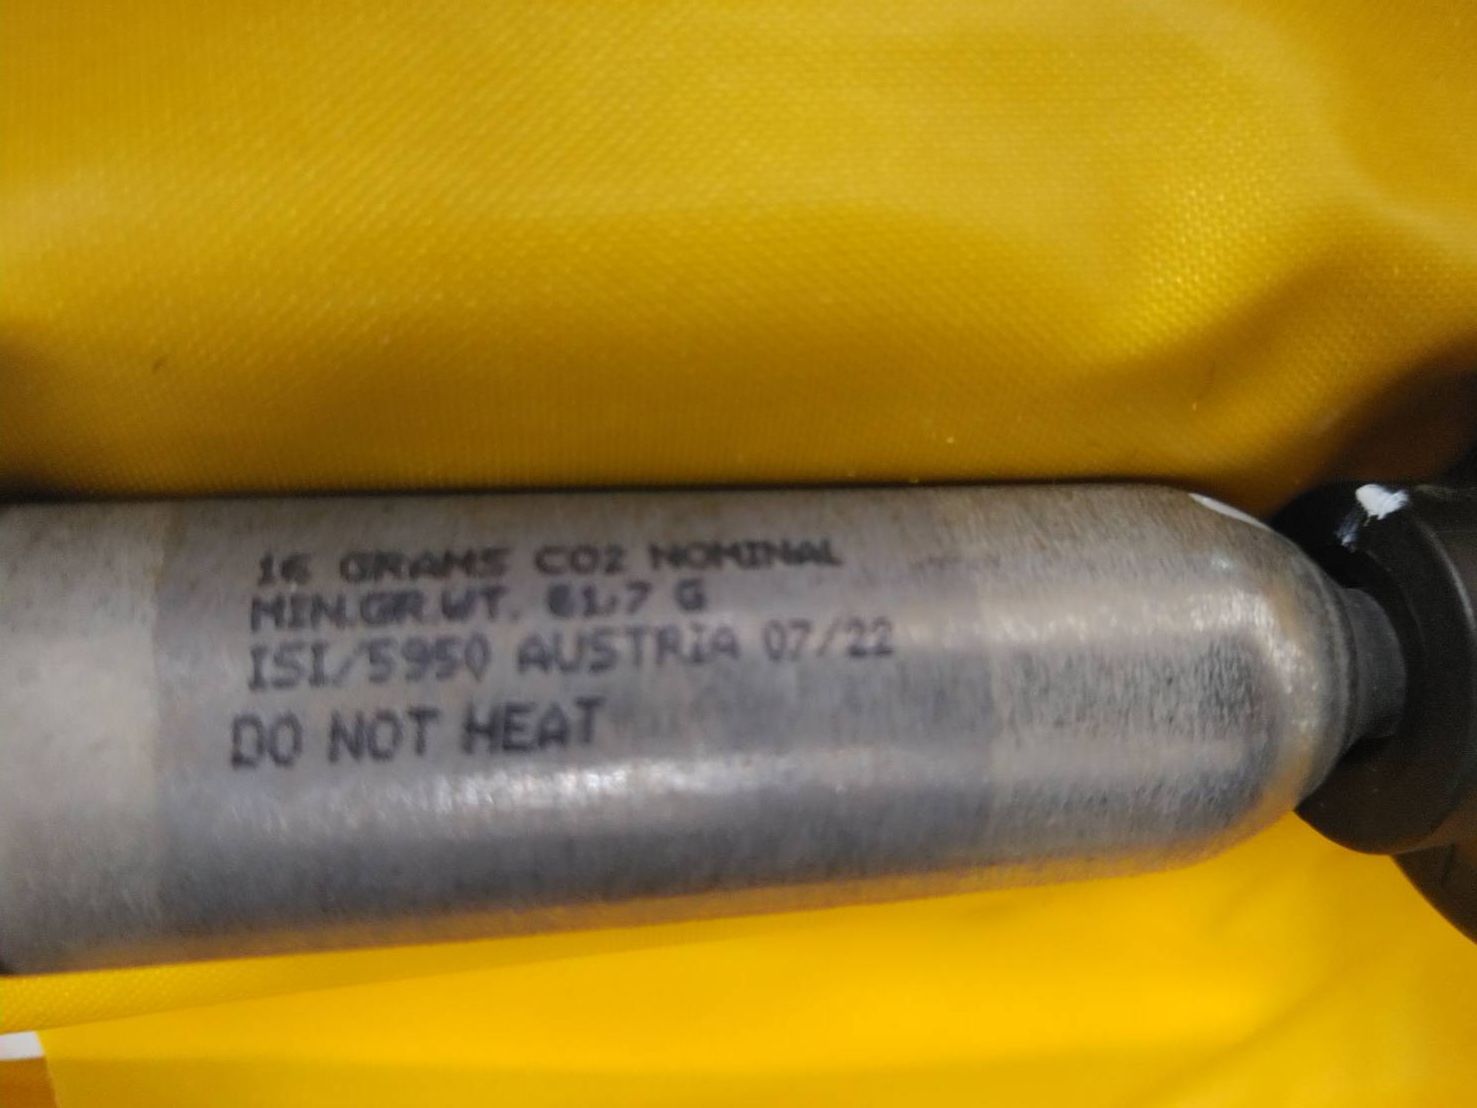 16 GRAMS CO2 NOMINAL
MIN.GR.WT. 61,7 G
ISI/5950 AUSTRIA 07/22
DO NOT HEAT